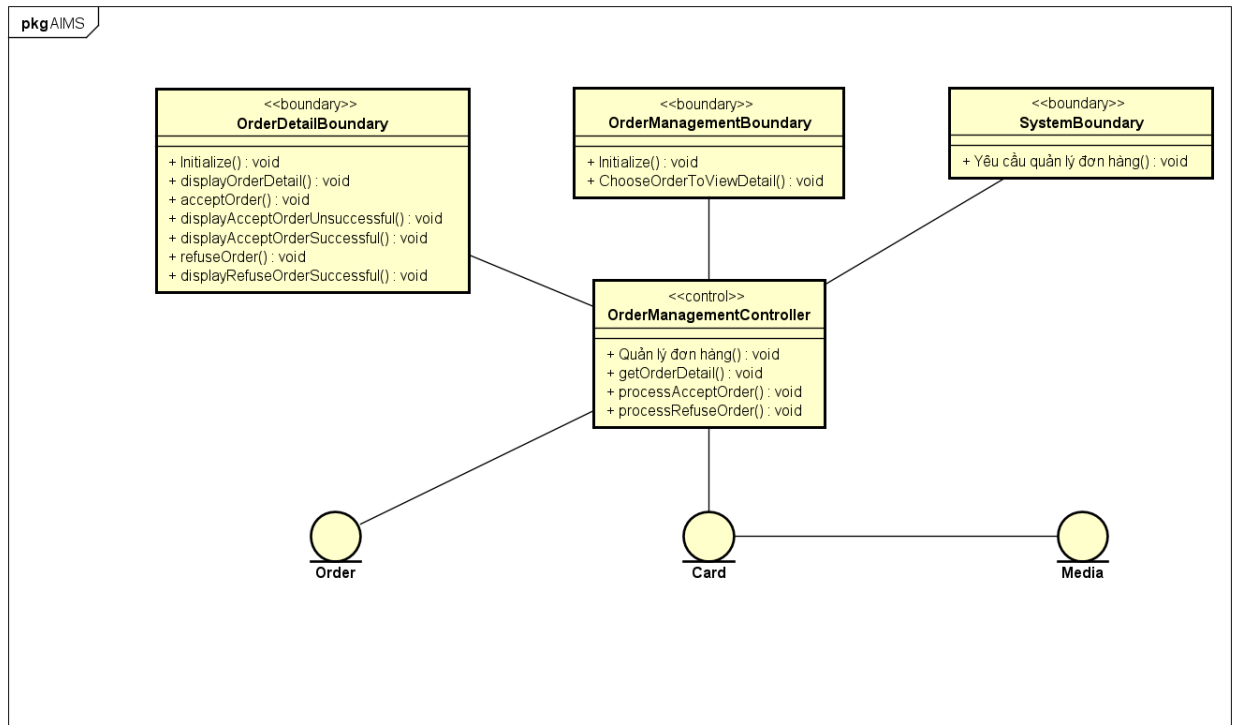 pkg AIMS
<<boundary>>
OrderDetailBoundary
+ Initialize() : void
+ displayOrderDetail() : void
+ acceptOrder() : void
+ displayAcceptOrderUnsuccessful() : void
+ displayAcceptOrderSuccessful() : void
+ refuseOrder() : void
+ displayRefuseOrderSuccessful() : void
<<boundary>>
OrderManagementBoundary
+ Initialize() : void
+ ChooseOrderToViewDetail() : void
<<boundary>>
SystemBoundary
+ Yêu cầu quản lý đơn hàng() : void
<<control>>
OrderManagementController
+ Quản lý đơn hàng() : void
+ getOrderDetail() : void
+ processAcceptOrder() : void
+ processRefuseOrder() : void
Order
Card
Media